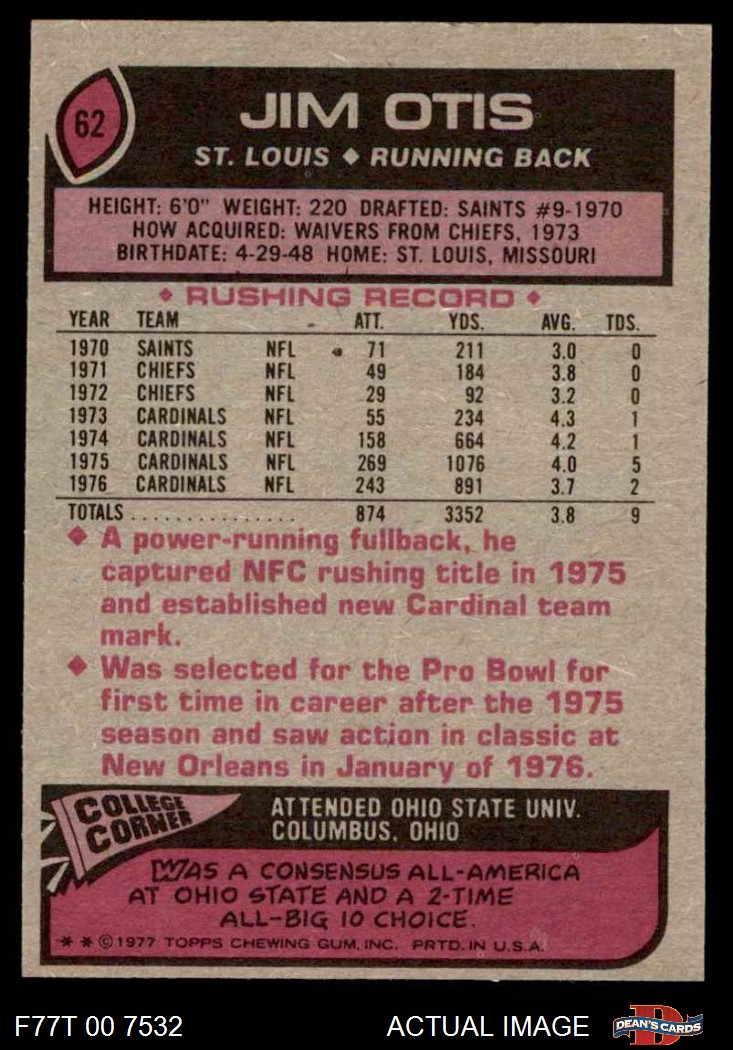 62
JIM OTIS
ST. LOUIS ◆ RUNNING BACK
HEIGHT: 6'0" WEIGHT: 220 DRAFTED: SAINTS #9-1970
HOW ACQUIRED: WAIVERS FROM CHIEFS, 1973
BIRTHDATE: 4-29-48 HOME: ST. LOUIS, MISSOURI
◆ RUSHING RECORD ◆
YEAR TEAM ATT. YDS. AVG. TDS.
1970 SAINTS NFL 71 211 3.0 0
1971 CHIEFS NFL 49 184 3.8 0
1972 CHIEFS NFL 29 92 3.2 0
1973 CARDINALS NFL 55 234 4.3 1
1974 CARDINALS NFL 158 664 4.2 1
1975 CARDINALS NFL 269 1076 4.0 5
1976 CARDINALS NFL 243 891 3.7 2
TOTALS ................ 874 3352 3.8 9
◆ A power-running fullback, he
captured NFC rushing title in 1975
and established new Cardinal team
mark.
◆ Was selected for the Pro Bowl for
first time in career after the 1975
season and saw action in classic at
New Orleans in January of 1976.
COLLEGE
CORNER
ATTENDED OHIO STATE UNIV.
COLUMBUS, OHIO
WAS A CONSENSUS ALL-AMERICA
AT OHIO STATE AND A 2-TIME
ALL-BIG 10 CHOICE.
* * © 1977 TOPPS CHEWING GUM, INC. PRTD. IN U.S.A.
F77T 00 7532 ACTUAL IMAGE
D
DEAN'S CARDS